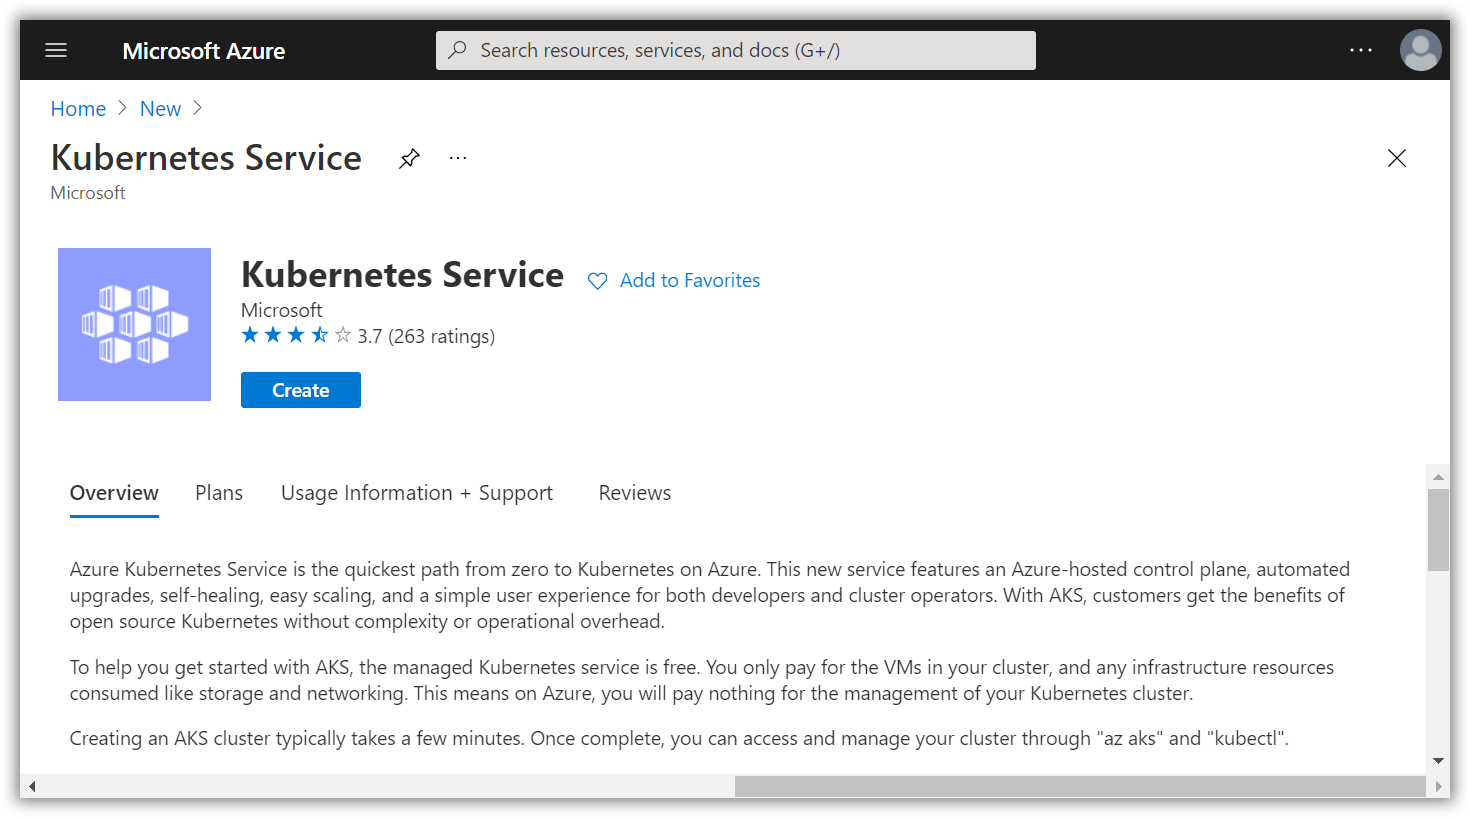 Microsoft Azure
Search resources, services, and docs (G+/)
Home > New >
Kubernetes Service
Microsoft
Kubernetes Service
Add to Favorites
Microsoft
3.7 (263 ratings)
Create
Overview Plans Usage Information + Support Reviews
Azure Kubernetes Service is the quickest path from zero to Kubernetes on Azure. This new service features an Azure-hosted control plane, automated
upgrades, self-healing, easy scaling, and a simple user experience for both developers and cluster operators. With AKS, customers get the benefits of
open source Kubernetes without complexity or operational overhead.
To help you get started with AKS, the managed Kubernetes service is free. You only pay for the VMs in your cluster, and any infrastructure resources
consumed like storage and networking. This means on Azure, you will pay nothing for the management of your Kubernetes cluster.
Creating an AKS cluster typically takes a few minutes. Once complete, you can access and manage your cluster through "az aks" and "kubectl".